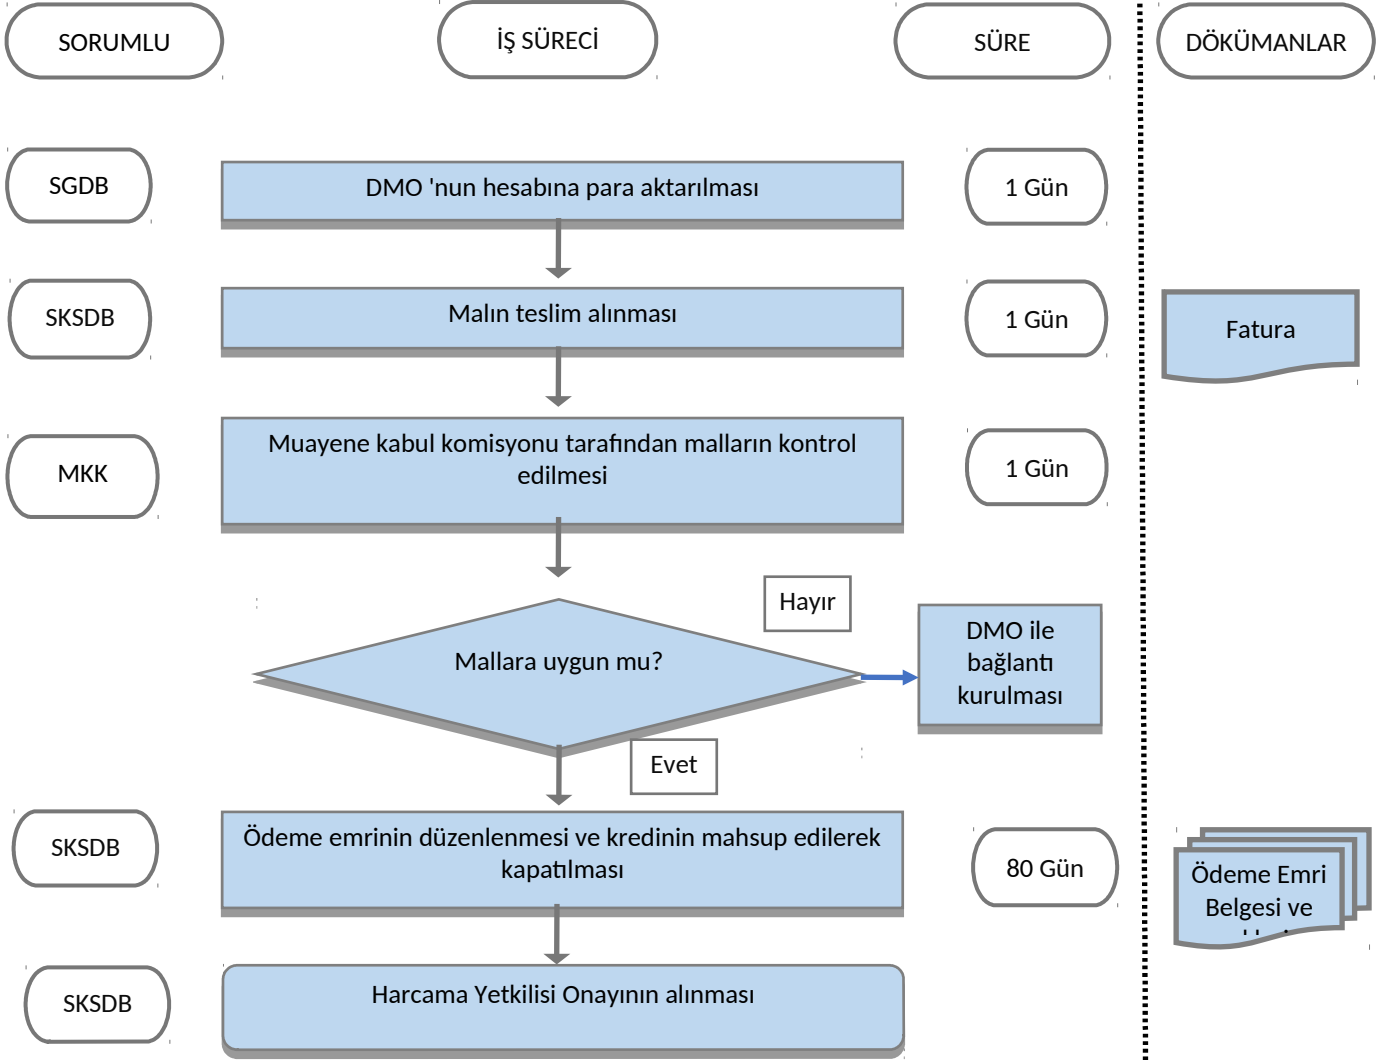 SORUMLU
İŞ SÜRECİ
SÜRE
DÖKÜMANLAR
SGDB
DMO 'nun hesabına para aktarılması
1 Gün
SKSDB
Malın teslim alınması
1 Gün
Fatura
MKK
Muayene kabul komisyonu tarafından malların kontrol
edilmesi
1 Gün
Hayır
Mallara uygun mu?
DMO ile
bağlantı
kurulması
Evet
SKSDB
Ödeme emrinin düzenlenmesi ve kredinin mahsup edilerek
kapatılması
80 Gün
Ödeme Emri
Belgesi ve
SKSDB
Harcama Yetkilisi Onayının alınması